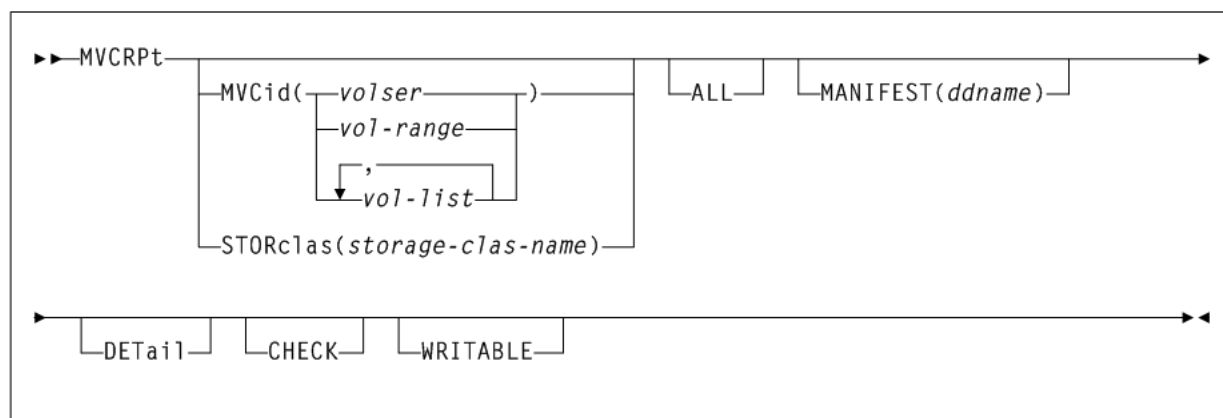 MVCRPt
MVCid( volser ) ALL MANIFEST(ddname)
vol-range
,
vol-list
STORclas(storage-clas-name)
DETail CHECK WRITABLE